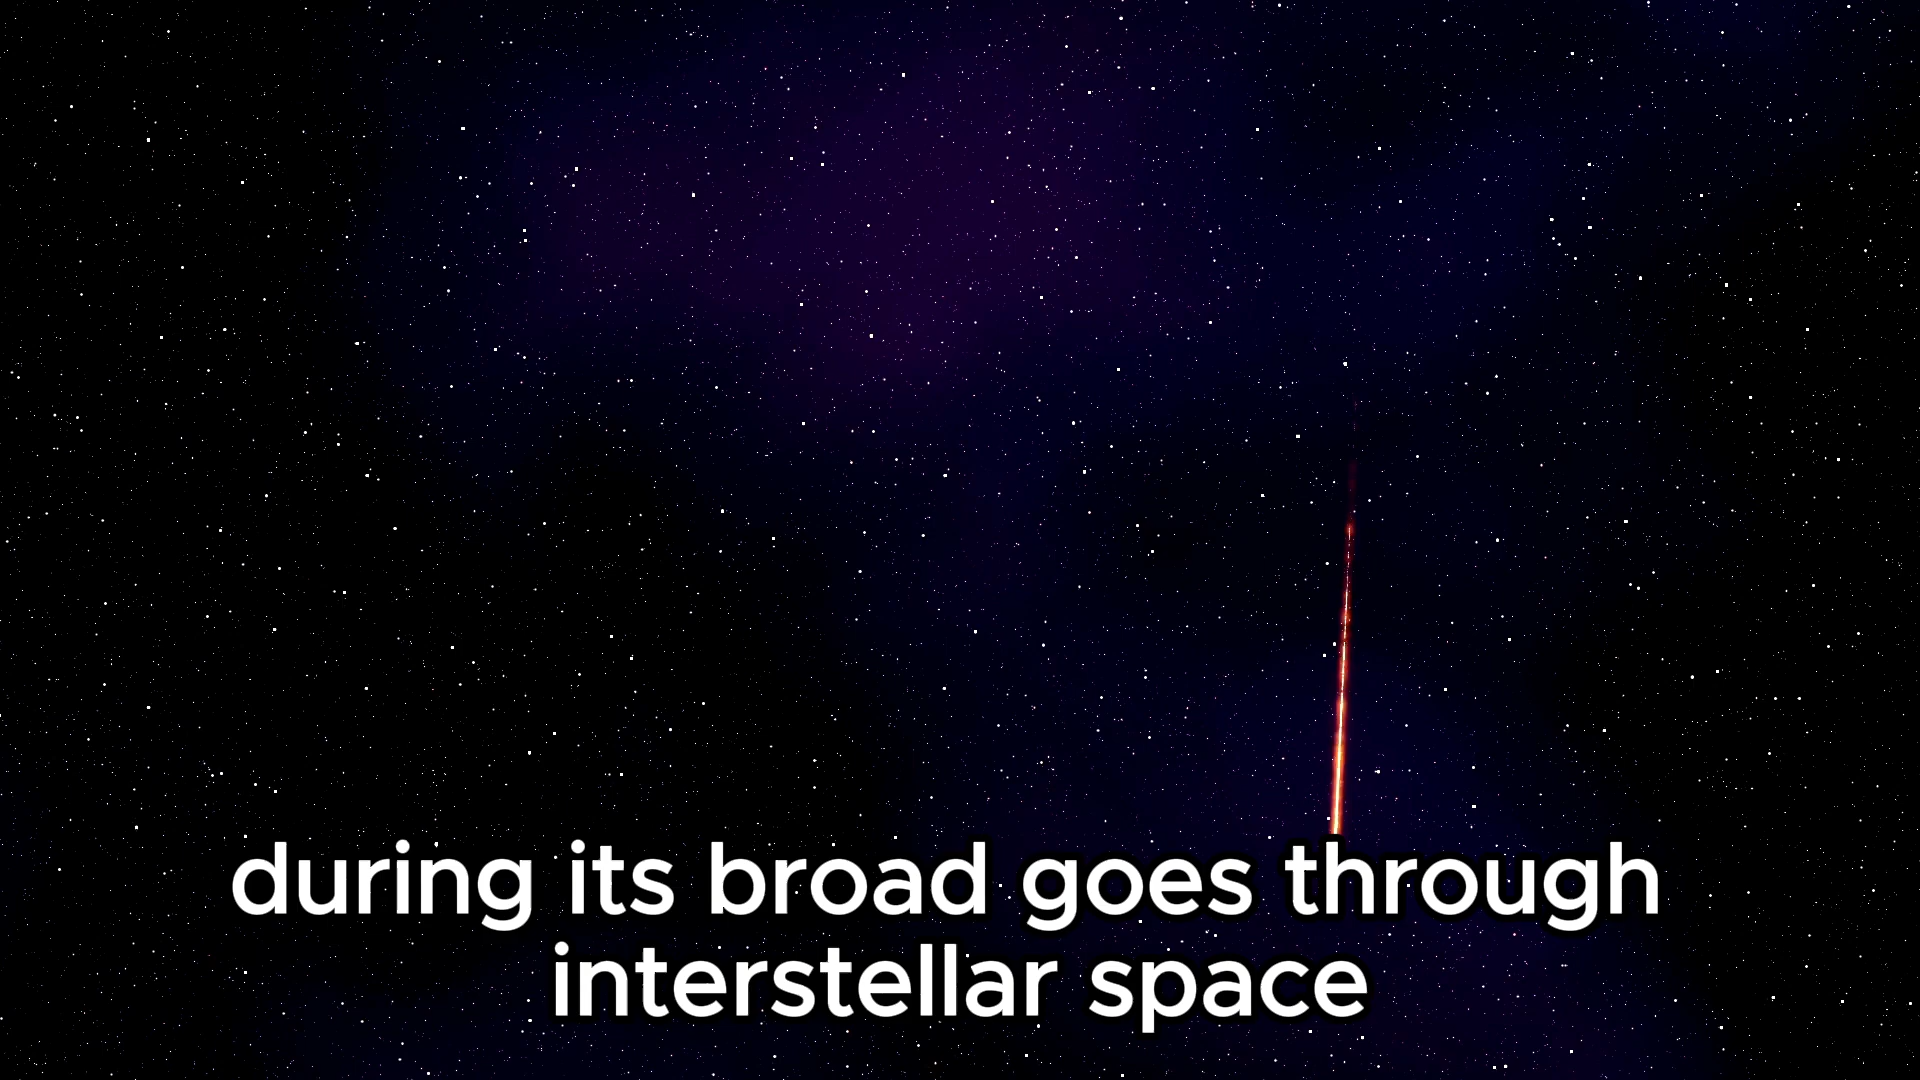 during its broad goes through
interstellar space